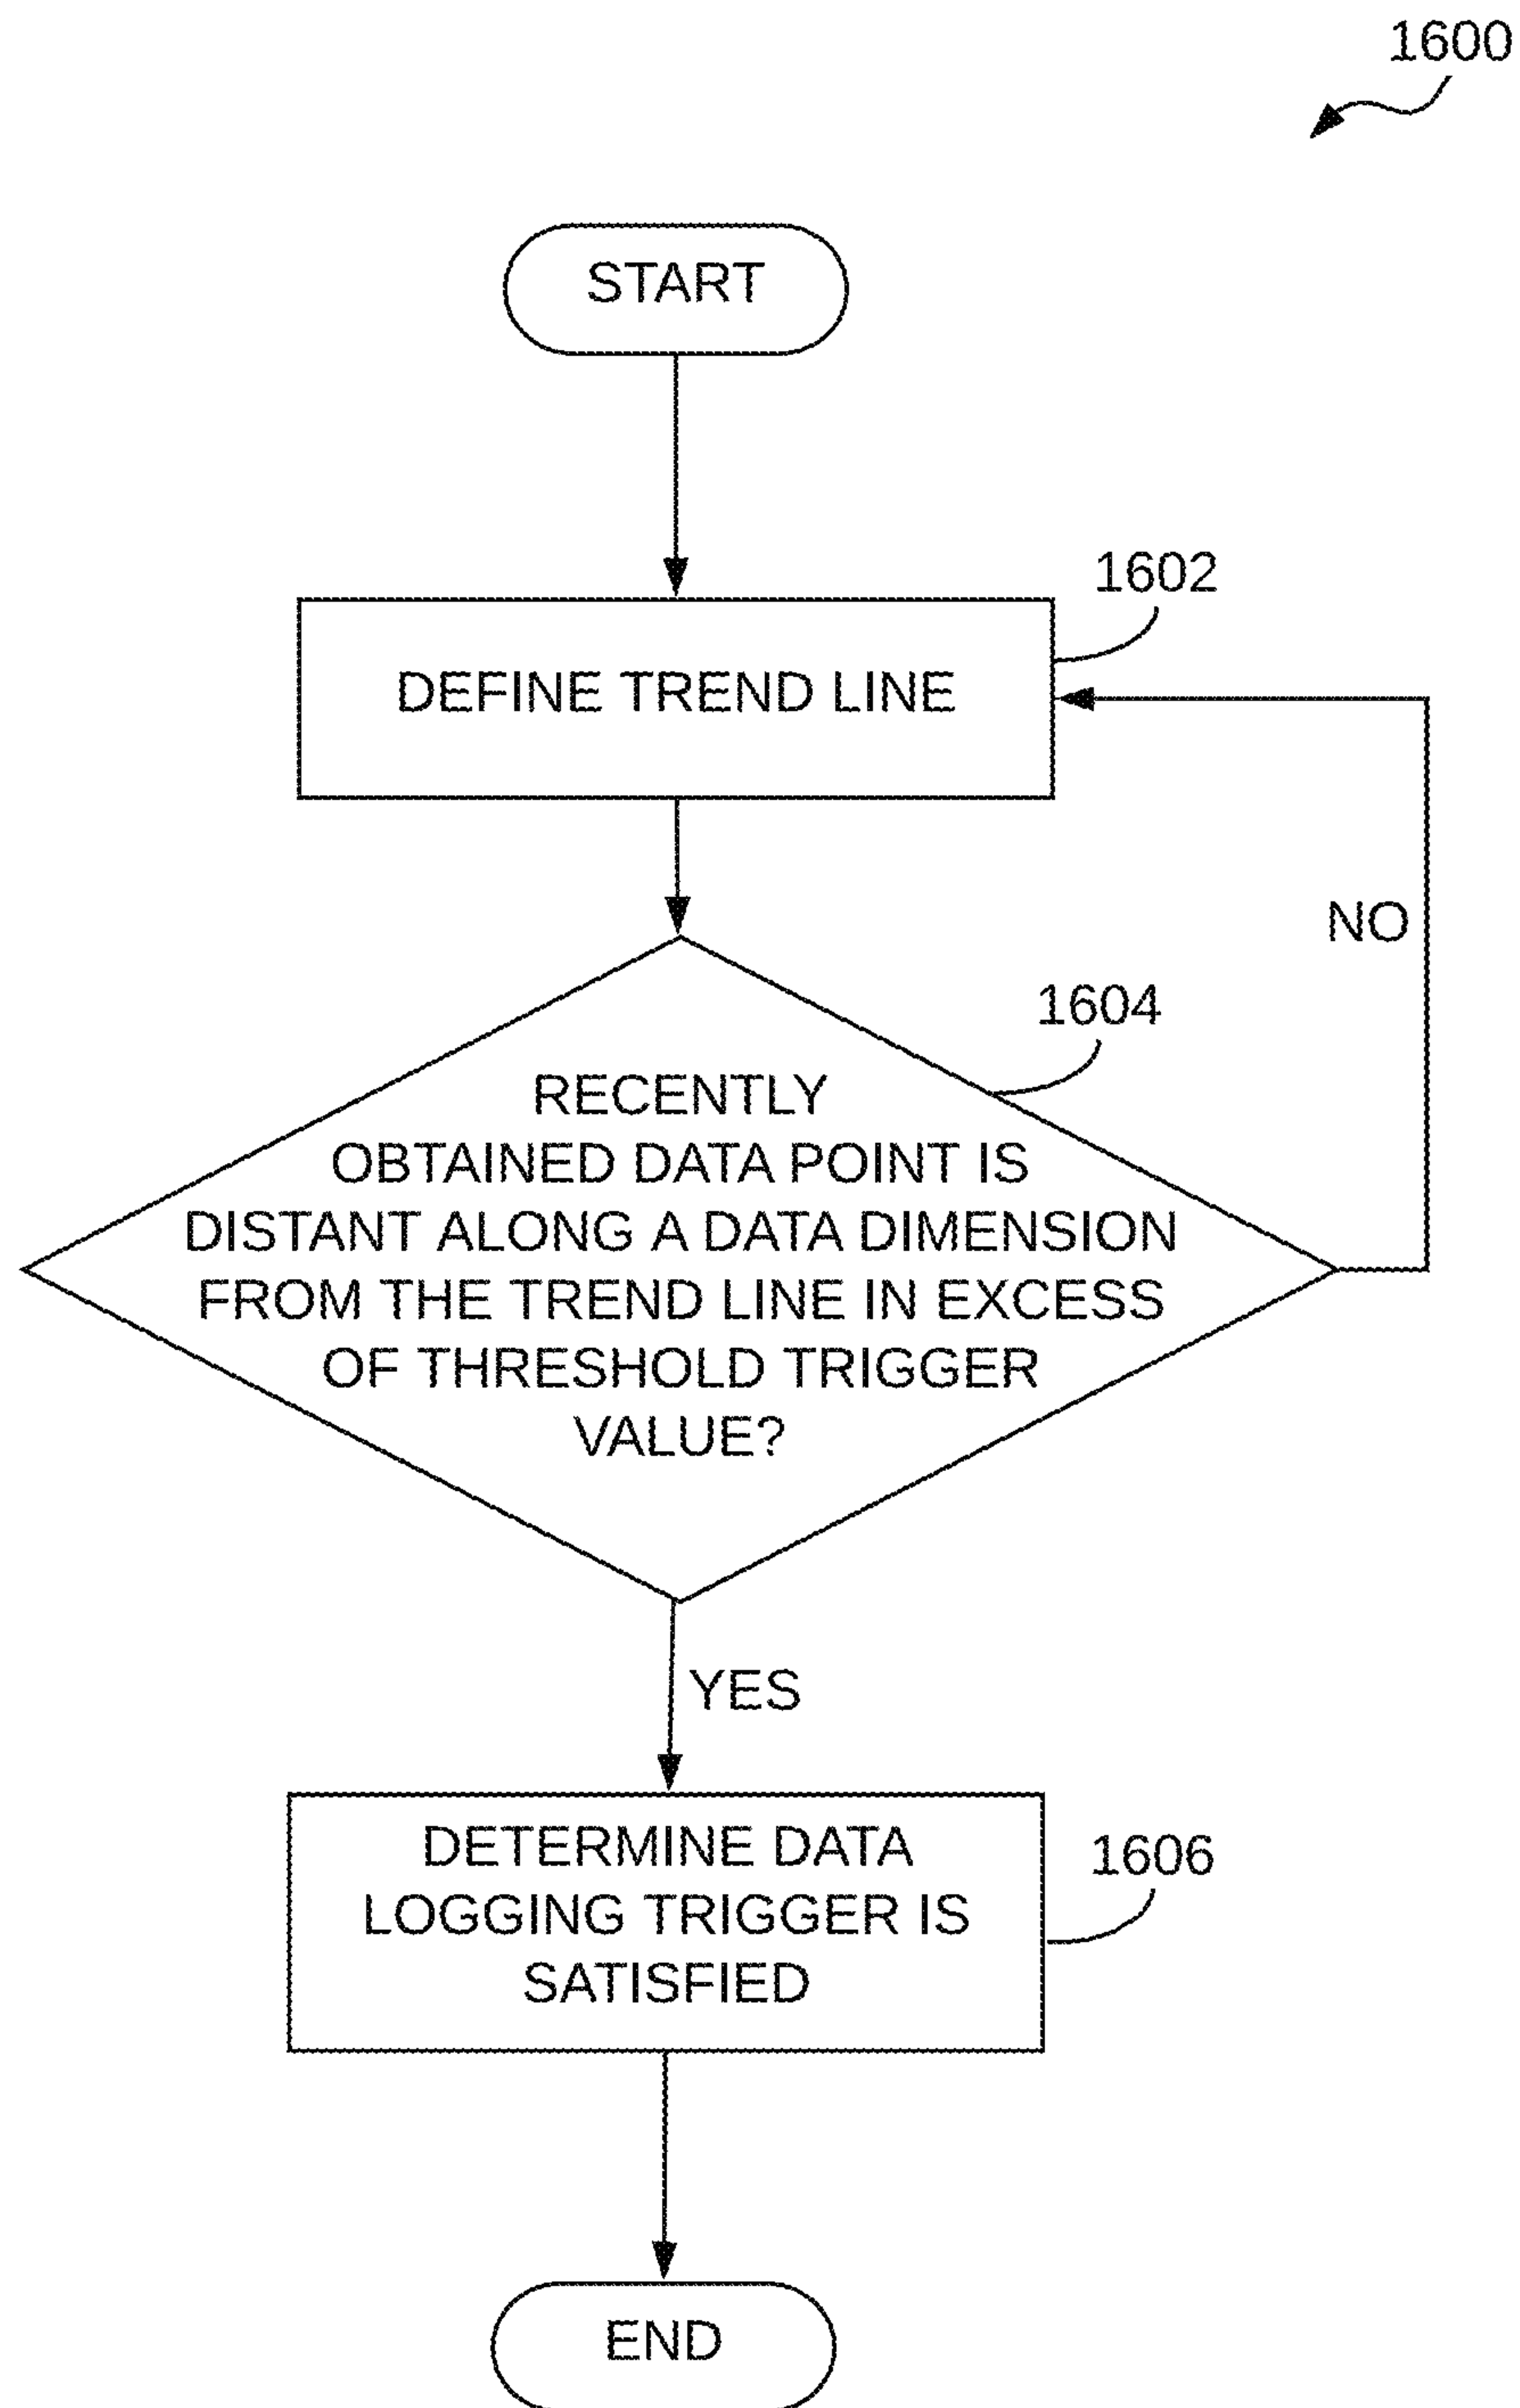 1600
START
1602
DEFINE TREND LINE
NO
1604
RECENTLY
OBTAINED DATA POINT IS
DISTANT ALONG A DATA DIMENSION
FROM THE TREND LINE IN EXCESS
OF THRESHOLD TRIGGER
VALUE?
YES
DETERMINE DATA
LOGGING TRIGGER IS
SATISFIED
1606
END